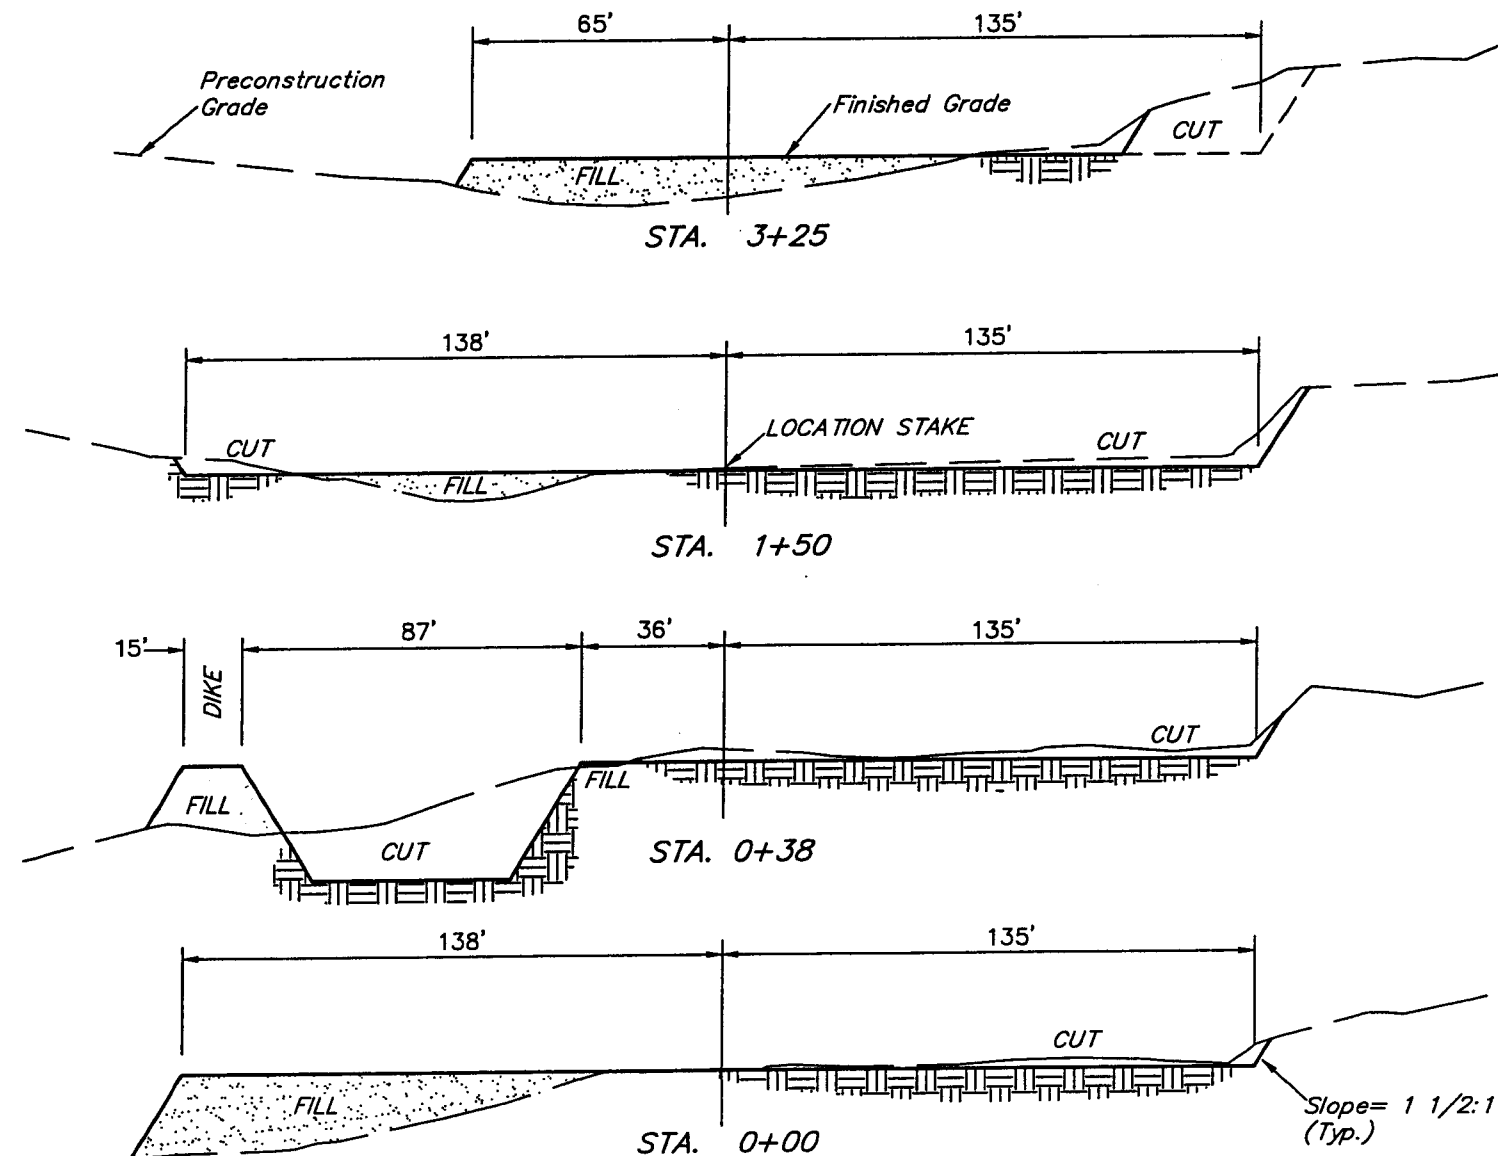 65' 135'
Preconstruction
Grade
Finished Grade
CUT
FILL
STA. 3+25
138' 135'
LOCATION STAKE
CUT CUT
FILL
STA. 1+50
15' 87' 36' 135'
DIKE
CUT
FILL FILL
CUT
STA. 0+38
138' 135'
CUT
FILL
Slope= 1 1/2:1
(Typ.)
STA. 0+00